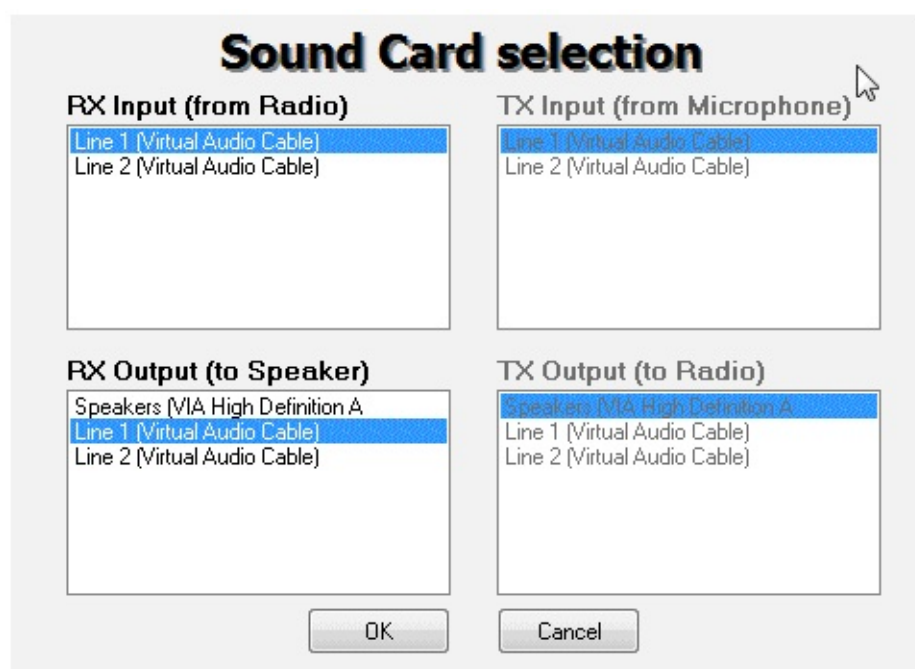 Sound Card selection
RX Input (from Radio)
Line 1 (Virtual Audio Cable)
Line 2 (Virtual Audio Cable)
TX Input (from Microphone)
Line 1 (Virtual Audio Cable)
Line 2 (Virtual Audio Cable)
RX Output (to Speaker)
Speakers (VIA High Definition A
Line 1 (Virtual Audio Cable)
Line 2 (Virtual Audio Cable)
TX Output (to Radio)
Speakers (VIA High Definition A
Line 1 (Virtual Audio Cable)
Line 2 (Virtual Audio Cable)
OK
Cancel